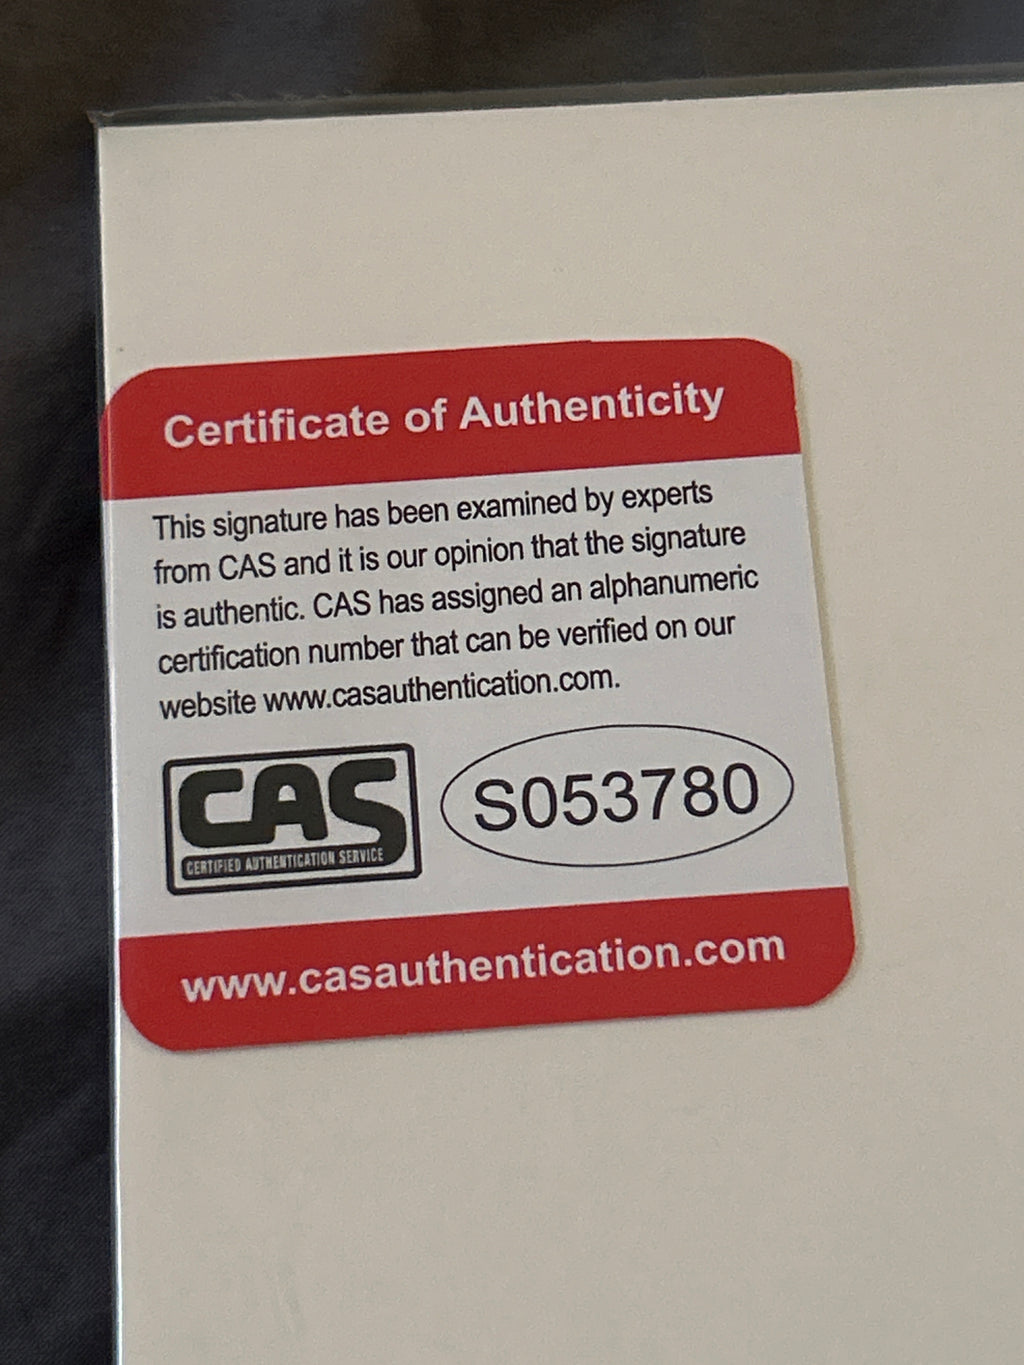 Certificate of Authenticity
This signature has been examined by experts
from CAS and it is our opinion that the signature
is authentic. CAS has assigned an alphanumeric
certification number that can be verified on our
website www.casauthentication.com.
CAS
CERTIFIED AUTHENTICATION SERVICE
S053780
www.casauthentication.com